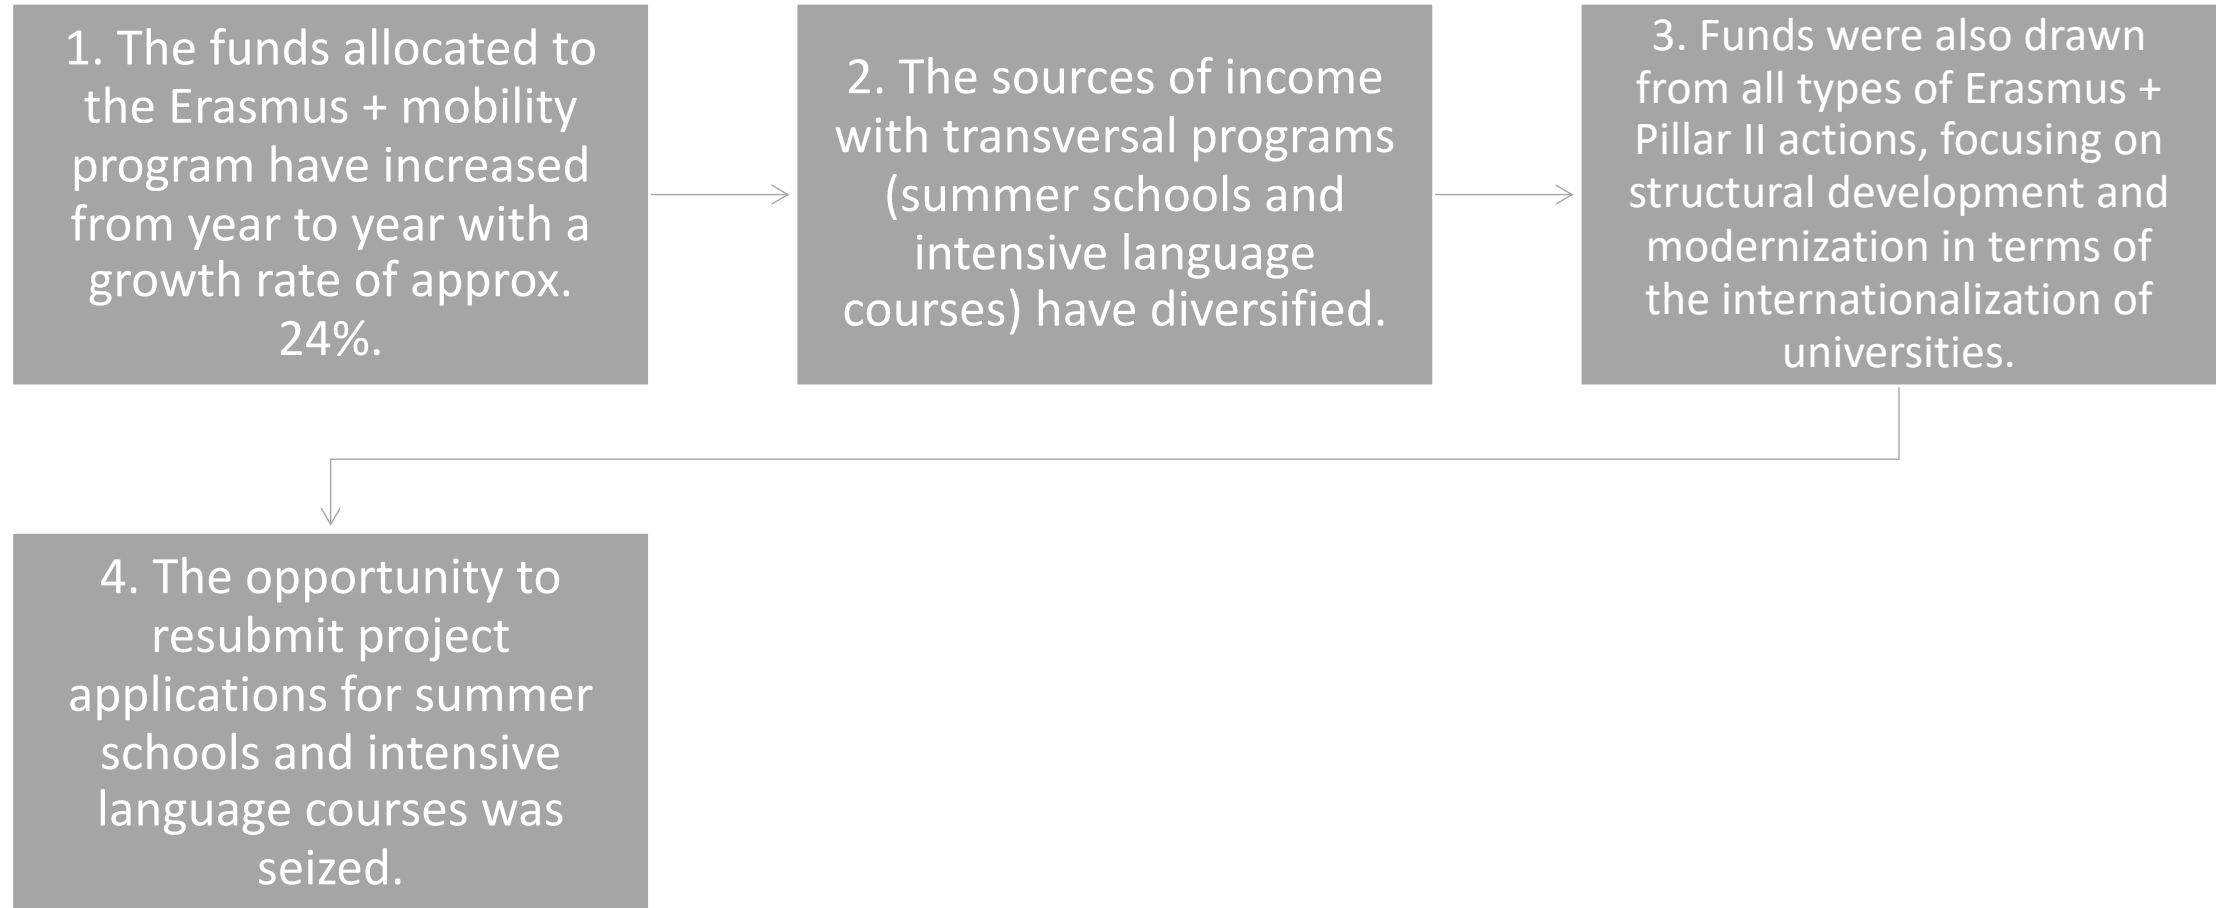 1. The funds allocated to
the Erasmus + mobility
program have increased
from year to year with a
growth rate of approx.
24%.
2. The sources of income
with transversal programs
(summer schools and
intensive language
courses) have diversified.
3. Funds were also drawn
from all types of Erasmus +
Pillar II actions, focusing on
structural development and
modernization in terms of
the internationalization of
universities.
4. The opportunity to
resubmit project
applications for summer
schools and intensive
language courses was
seized.